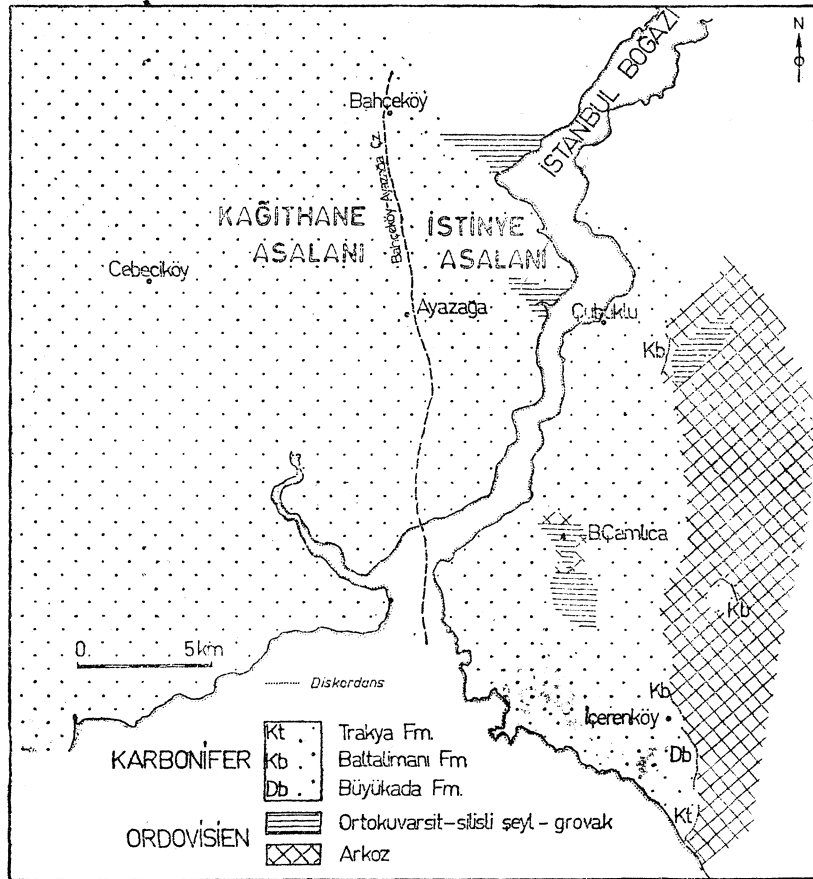 N
İSTANBUL BOĞAZI
Bahçeköy
Bahçeköy-Ayazağa Çz.
KAĞITHANE
ASALANI
İSTİNYE
ASALANI
Cebeciköy
Ayazağa
Çubuklu
Kb
B.Çamlıca
Kb
Kb
İçerenköy
Db
Kt
0. 5km
Diskordans
KARBONİFER
Kt Trakya Fm.
Kb Baltalimanı Fm
Db Büyükada Fm.
ORDOVİSİEN
Ortokuvarsit-silisli şeyl-grovak
Arkoz